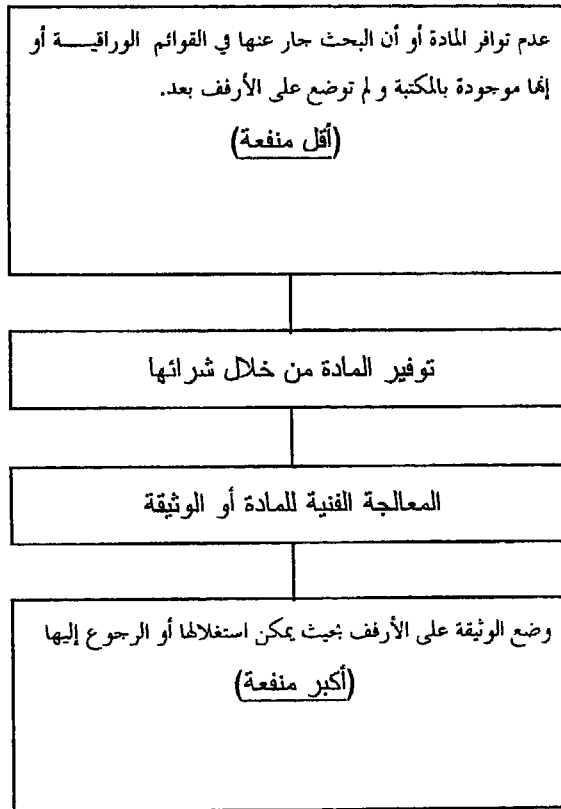 عدم توافر المادة أو أن البحث جار عنها في القوائم الوراقيـــة أو
إنها موجودة بالمكتبة و لم توضع على الأرفف بعد.
(أقل منفعة)
توفير المادة من خلال شرائها
المعالجة الفنية للمادة أو الوثيقة
وضع الوثيقة على الأرفف بحيث يمكن استغلالها أو الرجوع إليها
(أكبر منفعة)